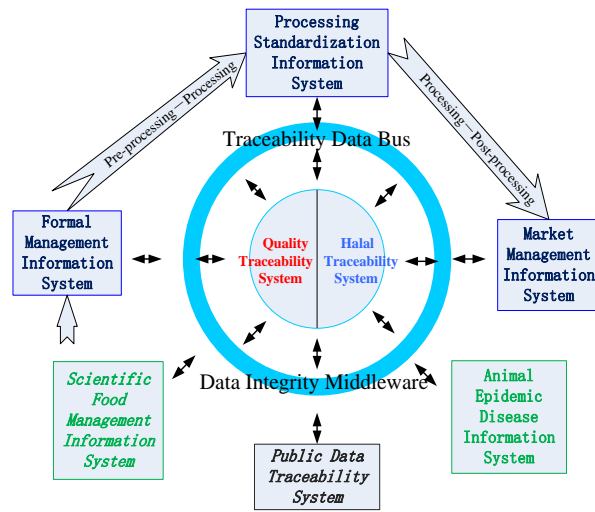 Processing
Standardization
Information
System
Pre-processing—Processing
Processing—Post-processing
Traceability Data Bus
Formal
Management
Information
System
Quality
Traceability
System
Halal
Traceability
System
Market
Management
Information
System
Scientific
Food
Management
Information
System
Data Integrity Middleware
Animal
Epidemic
Disease
Information
System
Public Data
Traceability
System